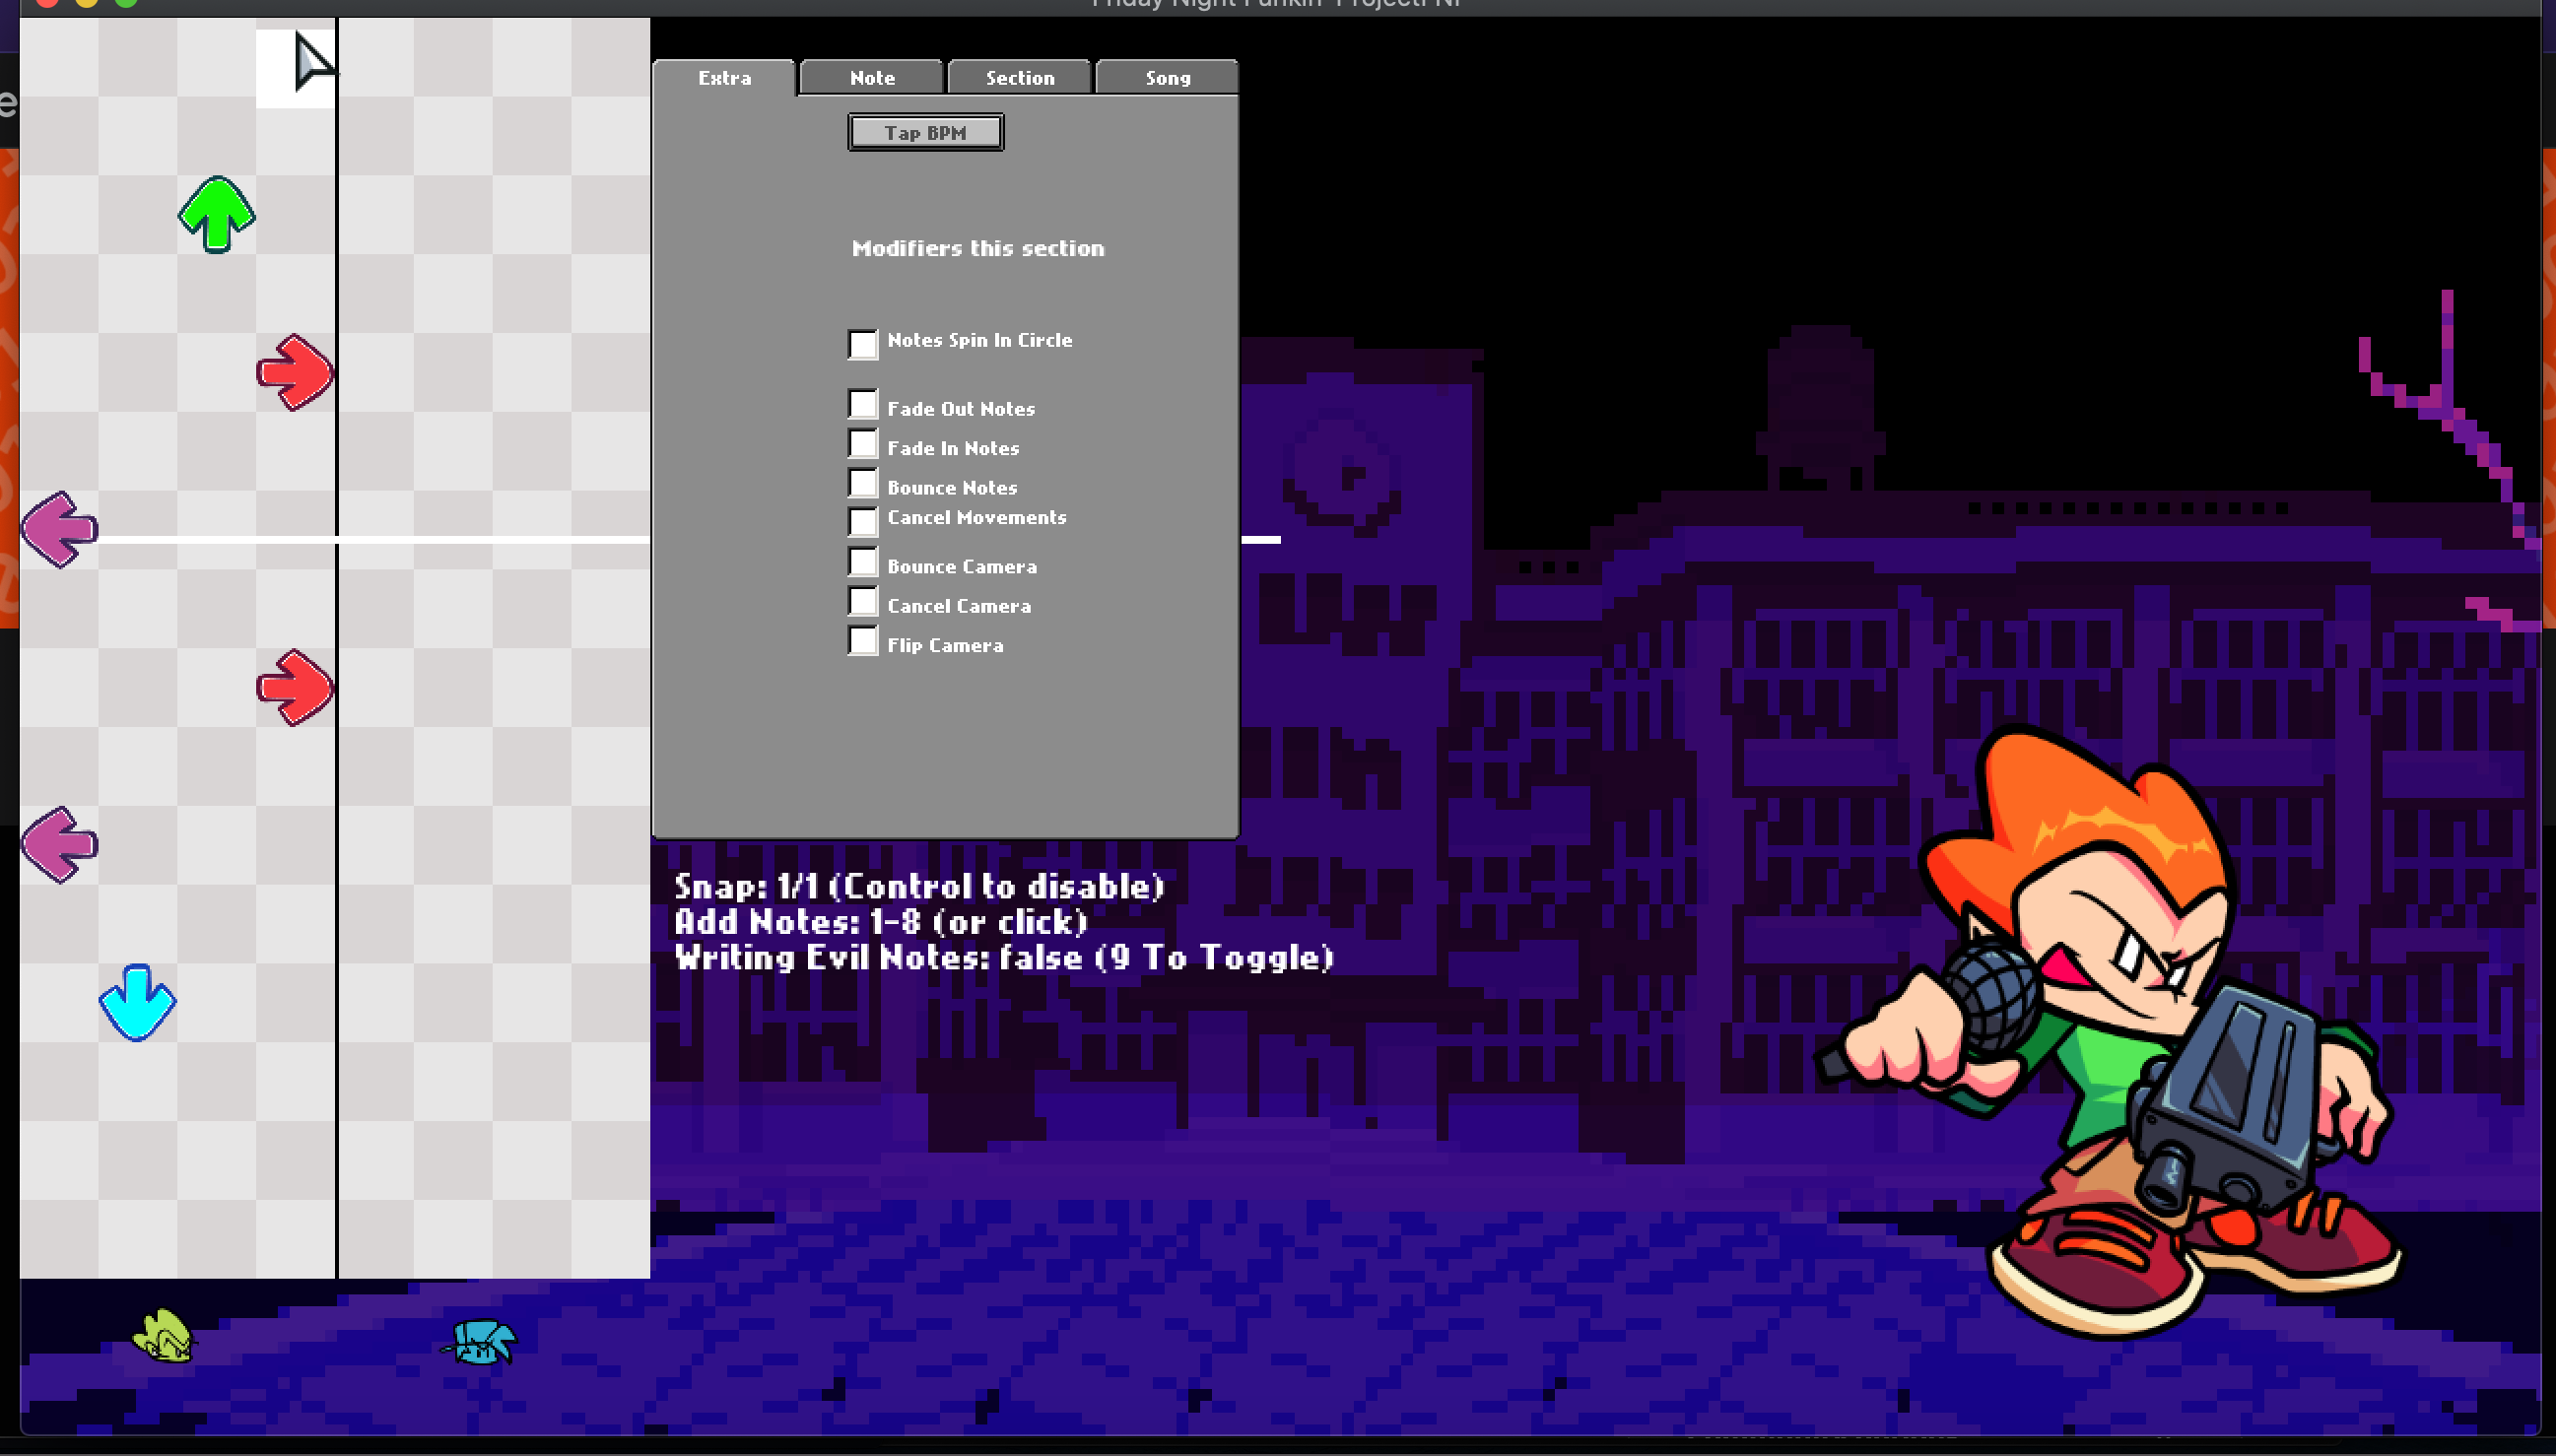 Extra
Note
Section
Song
Tap BPM
Modifiers this section
Notes Spin In Circle
Fade Out Notes
Fade In Notes
Bounce Notes
Cancel Movements
Bounce Camera
Cancel Camera
Flip Camera
Snap: 1/1 (Control to disable)
Add Notes: 1-8 (or click)
Writing Evil Notes: false (9 To Toggle)